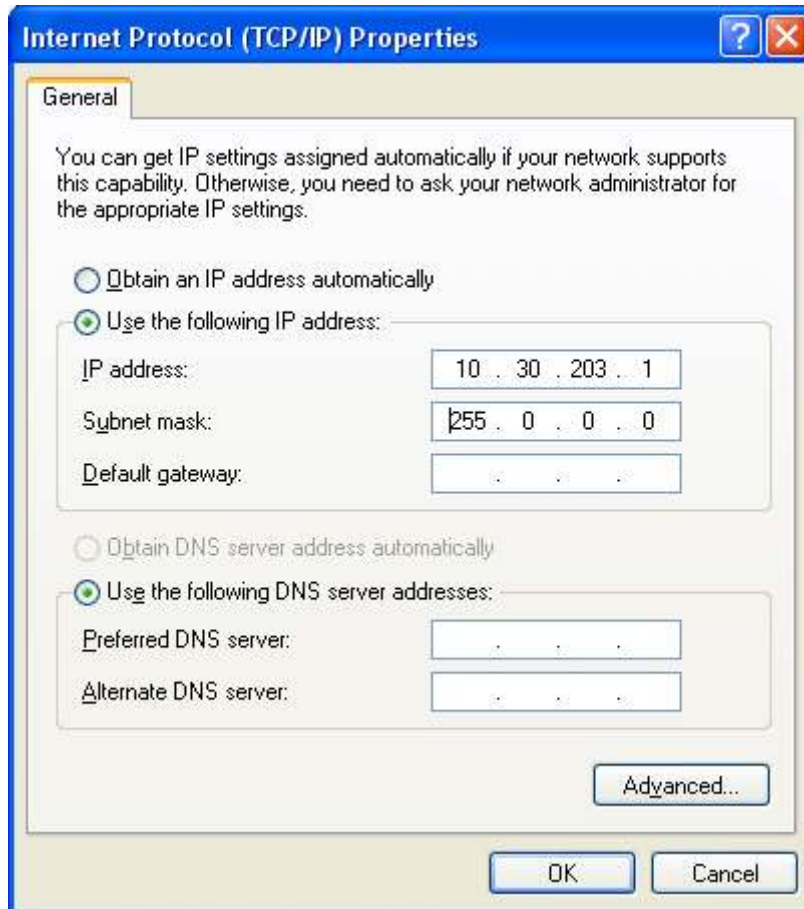 Internet Protocol (TCP/IP) Properties
General
You can get IP settings assigned automatically if your network supports
this capability. Otherwise, you need to ask your network administrator for
the appropriate IP settings.
Obtain an IP address automatically
Use the following IP address:
IP address: 10 . 30 . 203 . 1
Subnet mask: 255 . 0 . 0 . 0
Default gateway: . . .
Obtain DNS server address automatically
Use the following DNS server addresses:
Preferred DNS server: . . .
Alternate DNS server: . . .
Advanced...
OK Cancel